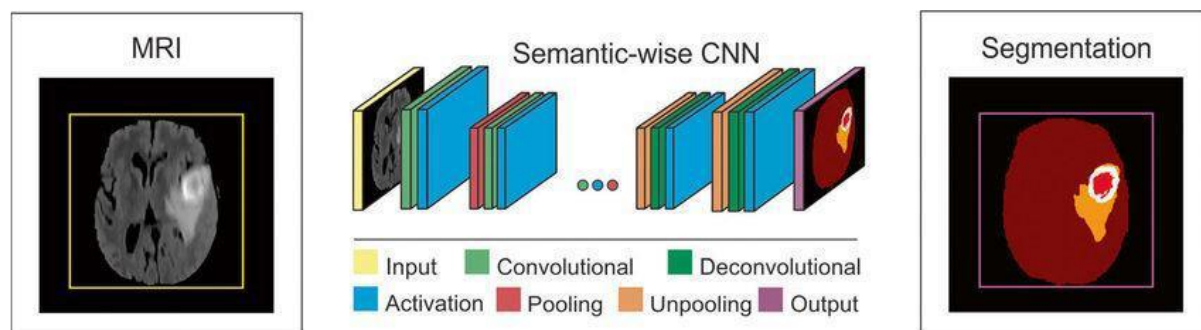 MRI
Semantic-wise CNN
Input Convolutional Deconvolutional
Activation Pooling Unpooling Output
Segmentation